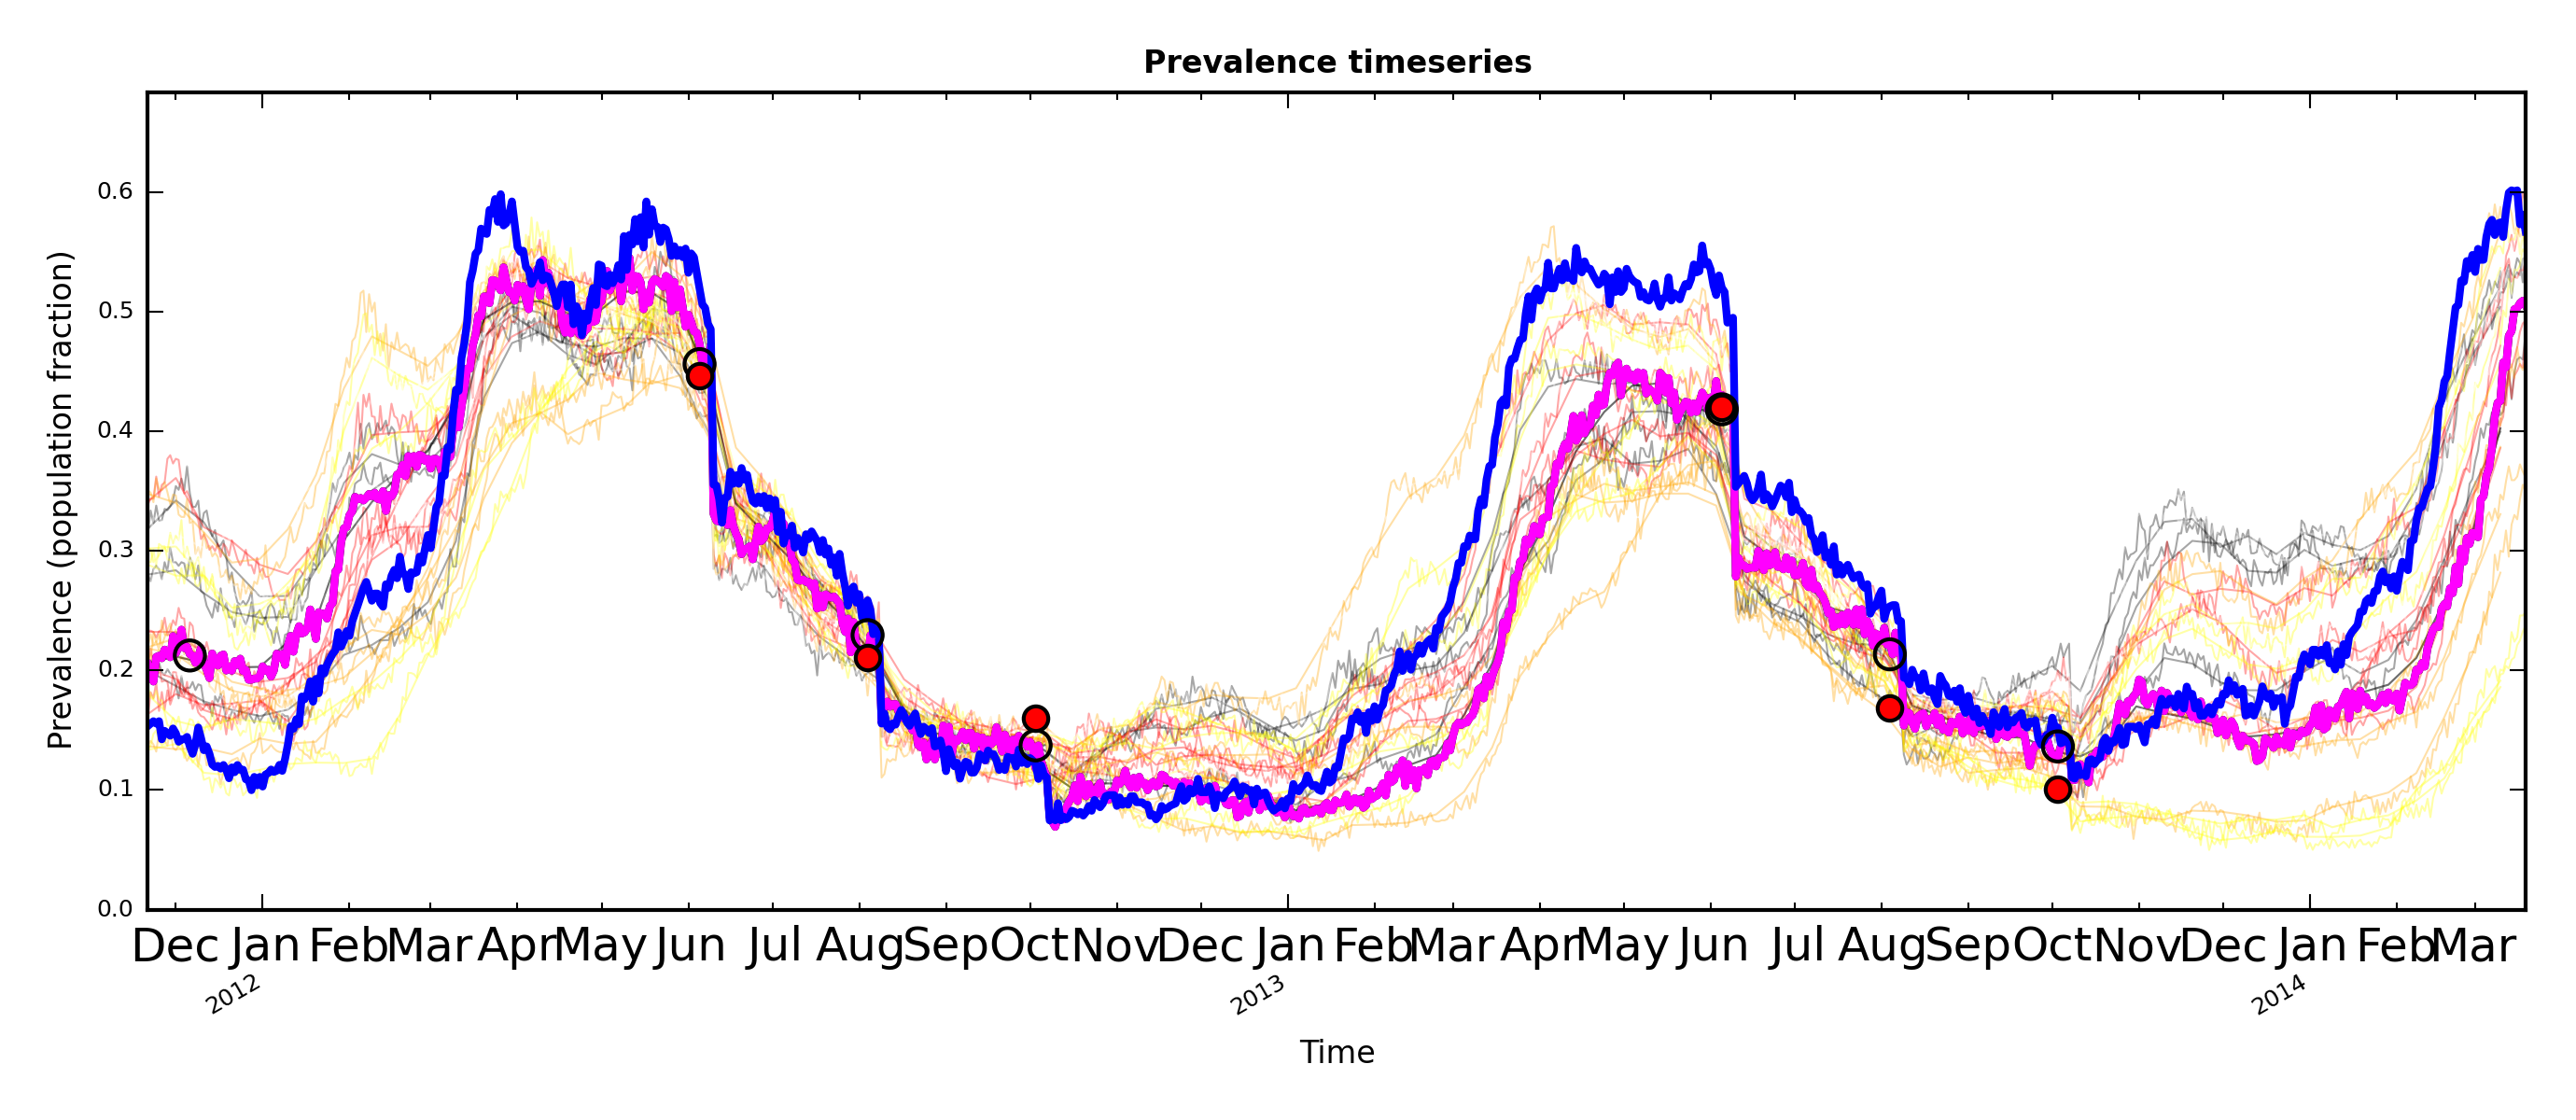 Prevalence timeseries
Prevalence (population fraction)
0.6
0.5
0.4
0.3
0.2
0.1
0.0
Dec Jan Feb Mar Apr May Jun Jul Aug Sep Oct Nov Dec Jan Feb Mar Apr May Jun Jul Aug Sep Oct Nov Dec Jan Feb Mar
2012 2013 2014
Time